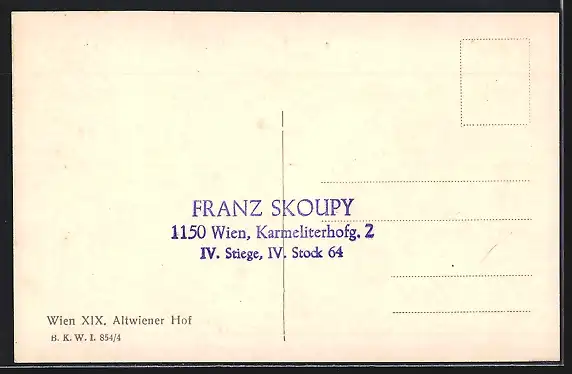 FRANZ SKOUPY
1150 Wien, Karmeliterhofg. 2
IV. Stiege, IV. Stock 64
Wien XIX. Altwiener Hof
B. K. W. I. 854/4